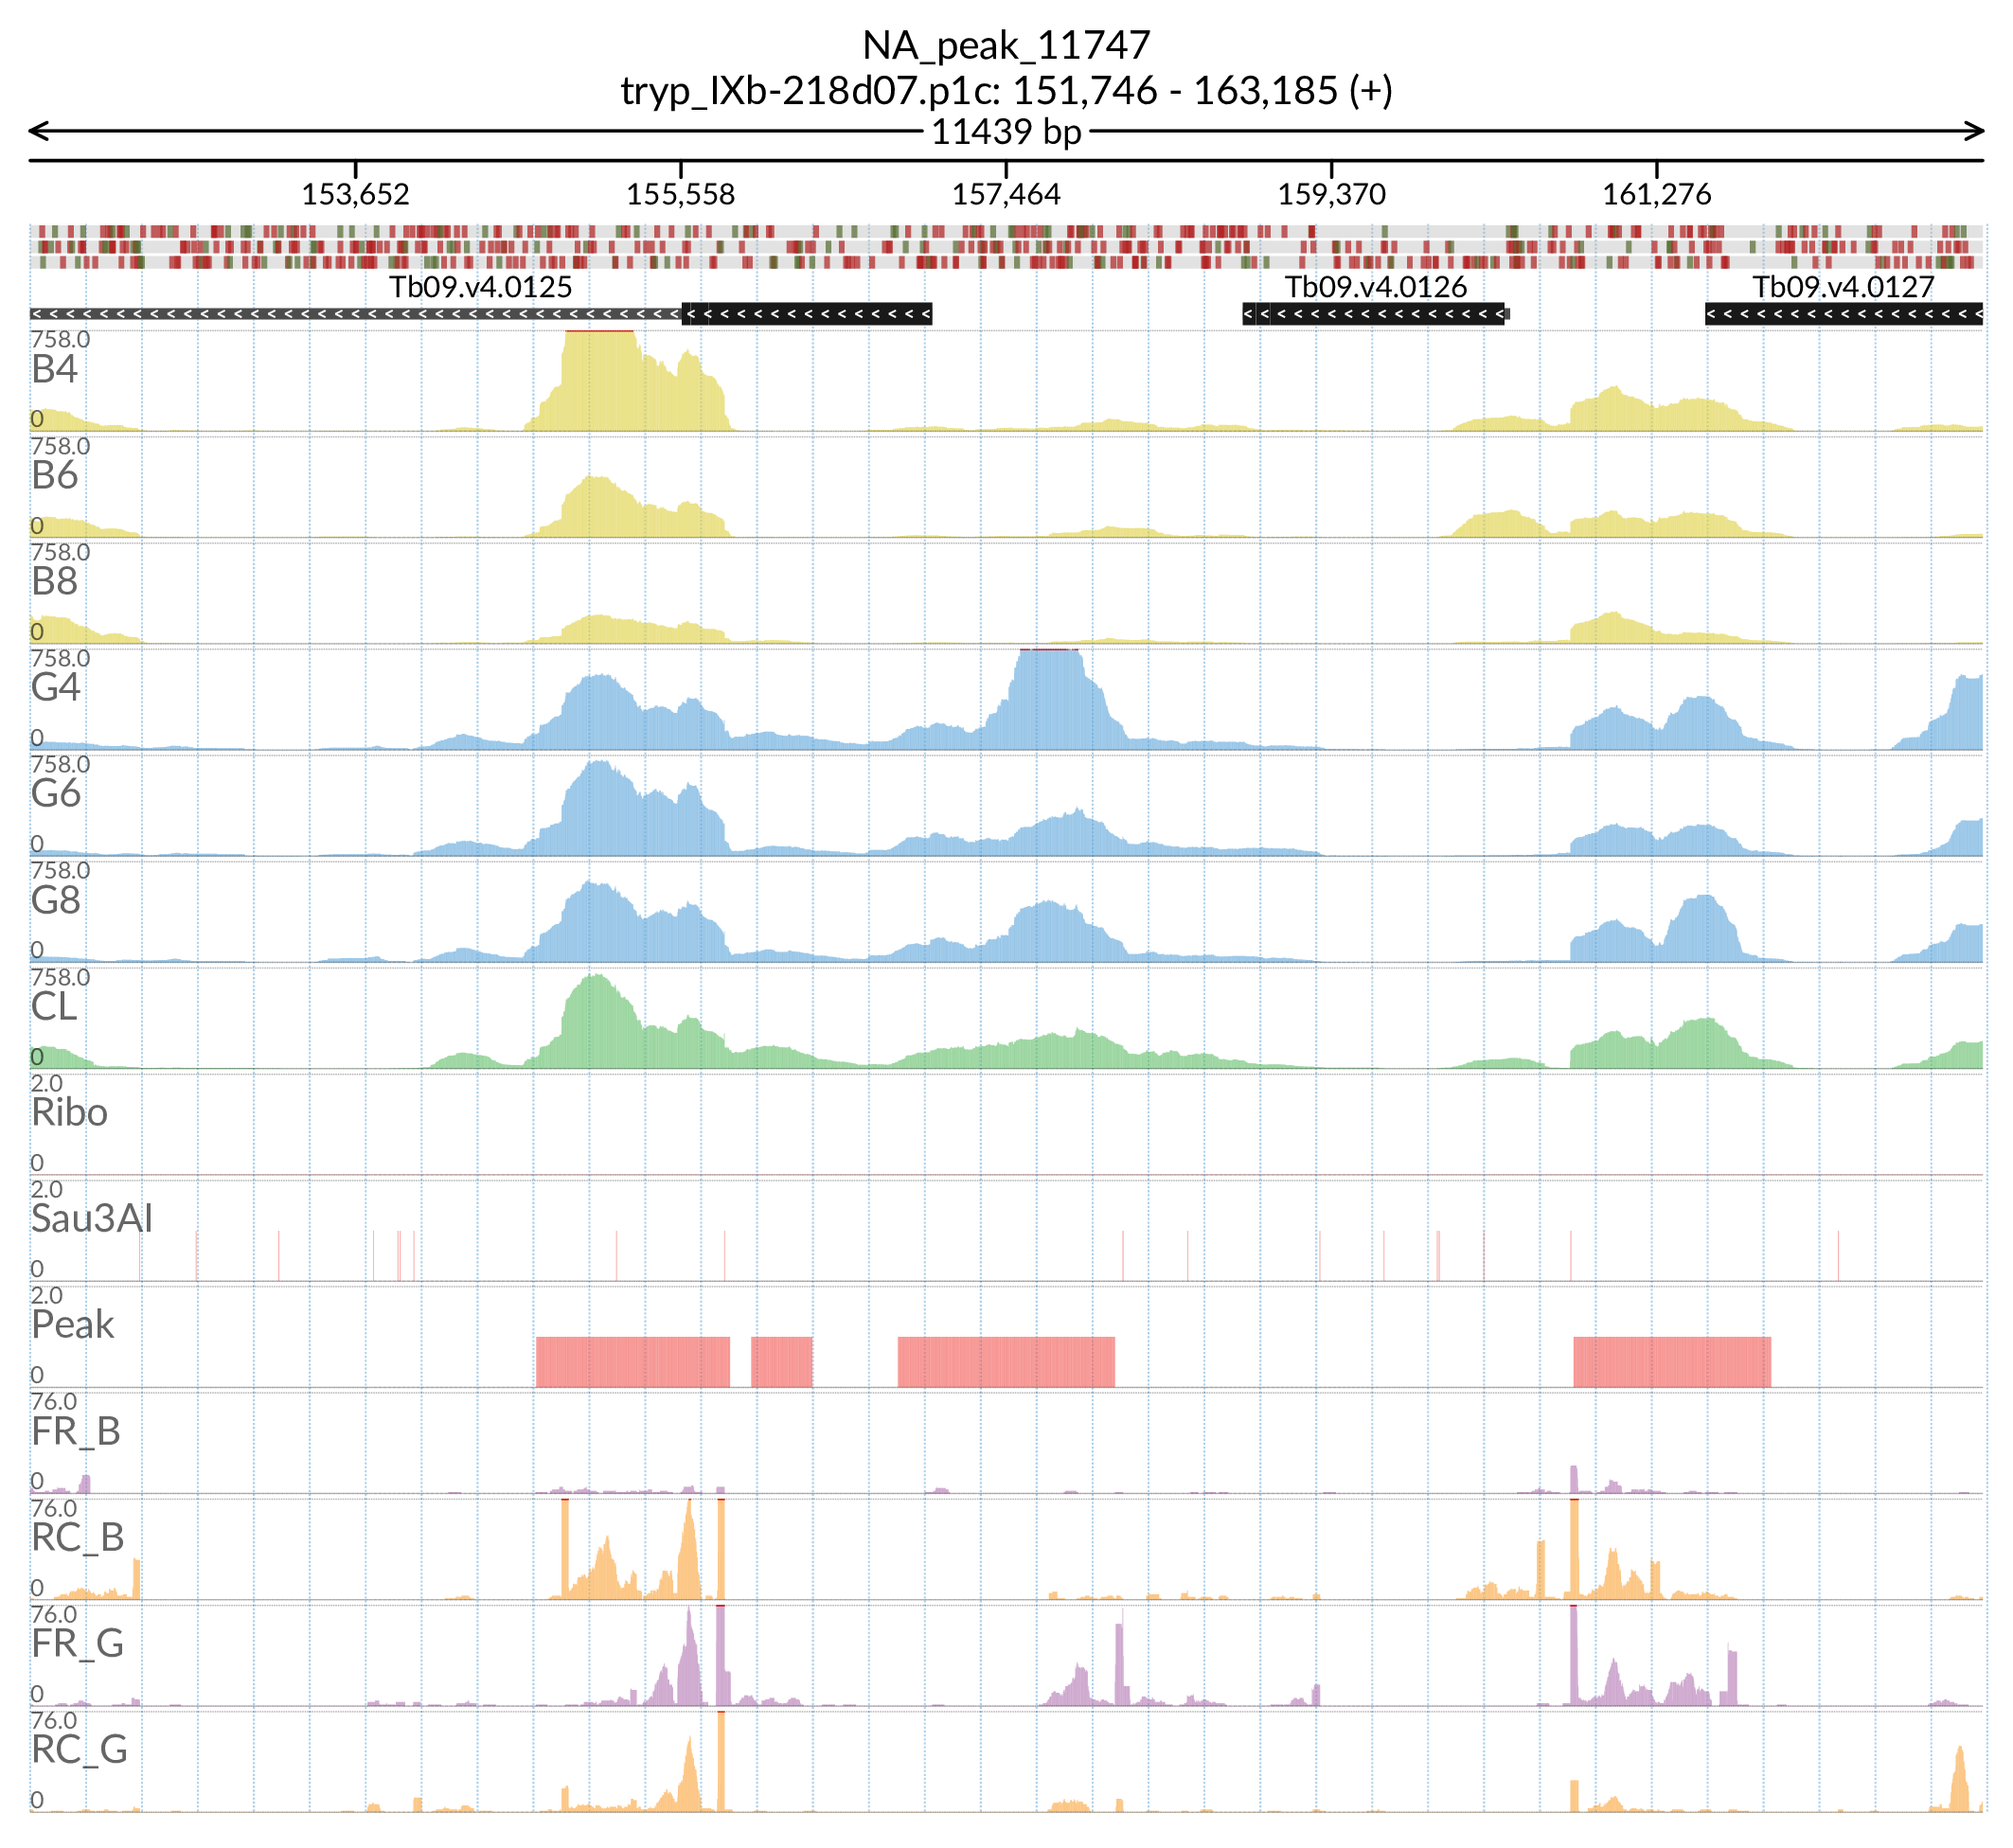 NA_peak_11747
tryp_IXb-218d07.p1c: 151,746 - 163,185 (+)
11439 bp
153,652 155,558 157,464 159,370 161,276
Tb09.v4.0125 Tb09.v4.0126 Tb09.v4.0127
758.0
B4
0
758.0
B6
0
758.0
B8
0
758.0
G4
0
758.0
G6
0
758.0
G8
0
758.0
CL
0
2.0
Ribo
0
2.0
Sau3AI
0
2.0
Peak
0
76.0
FR_B
0
76.0
RC_B
0
76.0
FR_G
0
76.0
RC_G
0